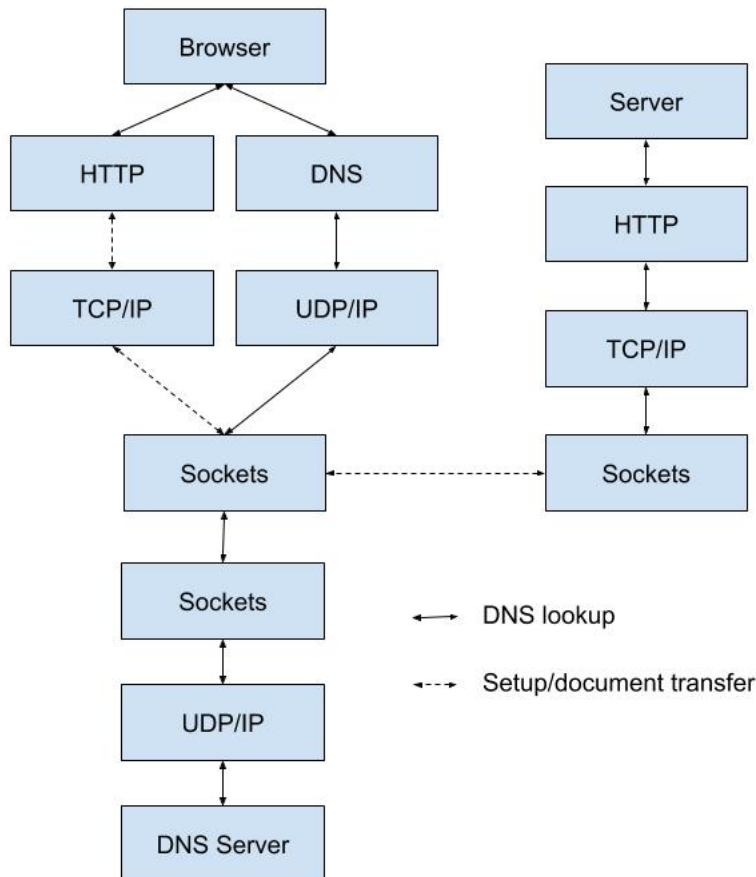 Browser
Server
HTTP
DNS
HTTP
TCP/IP
UDP/IP
TCP/IP
Sockets
Sockets
Sockets
DNS lookup
Setup/document transfer
UDP/IP
DNS Server